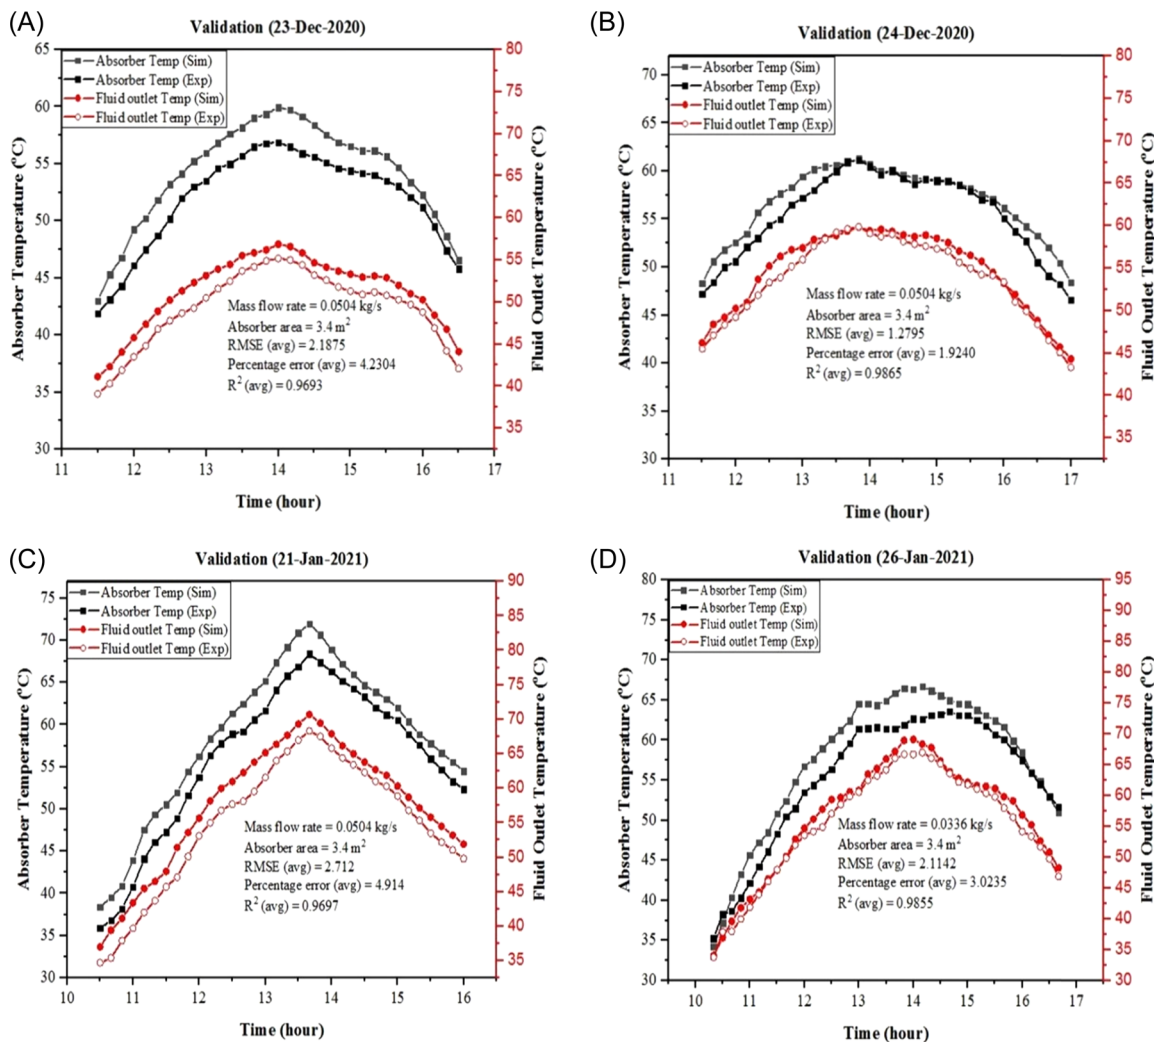 (A)
Validation (23-Dec-2020)
Absorber Temp (Sim)
Absorber Temp (Exp)
Fluid outlet Temp (Sim)
Fluid outlet Temp (Exp)
Absorber Temperature (°C)
65
60
55
50
45
40
35
30
Mass flow rate = 0.0504 kg/s
Absorber area = 3.4 m²
RMSE (avg) = 2.1875
Percentage error (avg) = 4.2304
R² (avg) = 0.9693
80
75
70
65
60
55
50
45
40
35
Fluid Outlet Temperature (°C)
11 12 13 14 15 16 17
Time (hour)
(B)
Validation (24-Dec-2020)
Absorber Temp (Sim)
Absorber Temp (Exp)
Fluid outlet Temp (Sim)
Fluid outlet Temp (Exp)
Absorber Temperature (°C)
70
65
60
55
50
45
40
35
30
Mass flow rate = 0.0504 kg/s
Absorber area = 3.4 m²
RMSE (avg) = 1.2795
Percentage error (avg) = 1.9240
R² (avg) = 0.9865
80
75
70
65
60
55
50
45
40
35
Fluid Outlet Temperature (°C)
11 12 13 14 15 16 17
Time (hour)
(C)
Validation (21-Jan-2021)
Absorber Temp (Sim)
Absorber Temp (Exp)
Fluid outlet Temp (Sim)
Fluid outlet Temp (Exp)
Absorber Temperature (°C)
75
70
65
60
55
50
45
40
35
30
Mass flow rate = 0.0504 kg/s
Absorber area = 3.4 m²
RMSE (avg) = 2.712
Percentage error (avg) = 4.914
R² (avg) = 0.9697
90
85
80
75
70
65
60
55
50
45
40
35
Fluid Outlet Temperature (°C)
10 11 12 13 14 15 16
Time (hour)
(D)
Validation (26-Jan-2021)
Absorber Temp (Sim)
Absorber Temp (Exp)
Fluid outlet Temp (Sim)
Fluid outlet Temp (Exp)
Absorber Temperature (°C)
80
75
70
65
60
55
50
45
40
35
30
Mass flow rate = 0.0336 kg/s
Absorber area = 3.4 m²
RMSE (avg) = 2.1142
Percentage error (avg) = 3.0235
R² (avg) = 0.9855
95
90
85
80
75
70
65
60
55
50
45
40
35
30
Fluid Outlet Temperature (°C)
10 11 12 13 14 15 16 17
Time (hour)